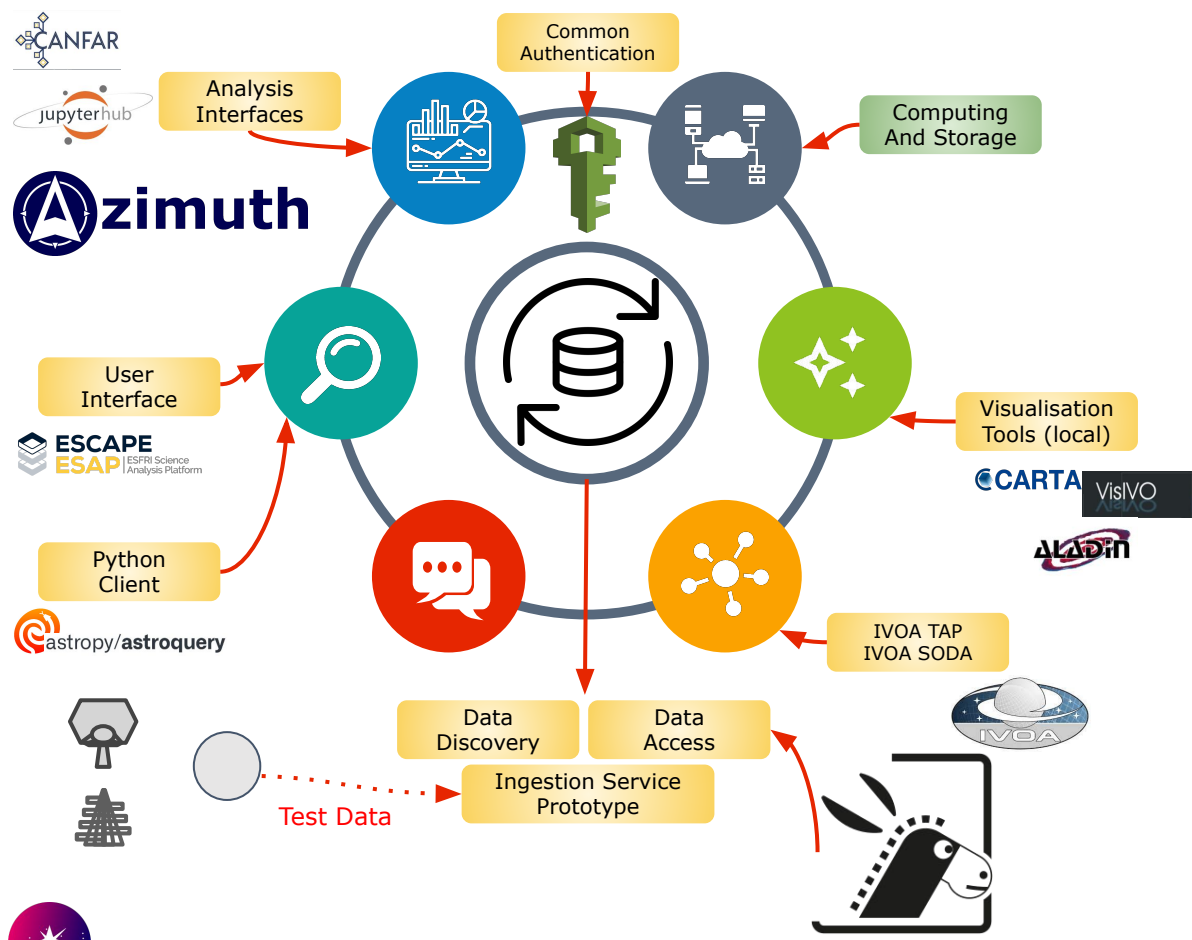 CANFAR
jupyterhub
Analysis
Interfaces
Common
Authentication
Computing
And Storage
Azimuth
User
Interface
ESCAPE
ESAP
ESFRI Science
Analysis Platform
Visualisation
Tools (local)
CARTA
VisIVO
ALADiN
Python
Client
astropy/astroquery
IVOA TAP
IVOA SODA
IVOA
Data
Discovery
Data
Access
Ingestion Service
Prototype
Test Data